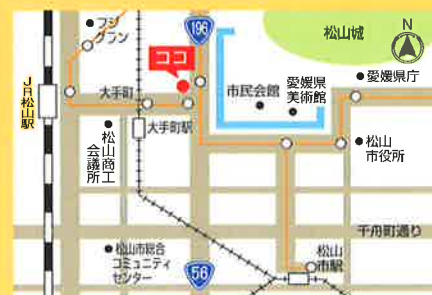 フジ
グラン
196
松山城
N
ココ
愛媛県庁
市民会館
愛媛県
美術館
JR松山駅
大手町
大手町駅
松山商工
会議所
松山
市役所
千舟町通り
松山市総合
コミュニティ
センター
56
松山
市駅